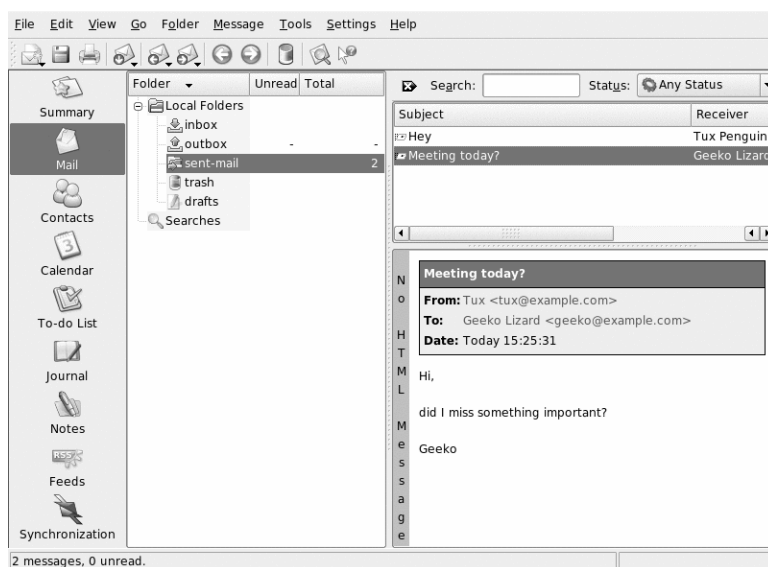 File Edit View Go Folder Message Tools Settings Help
Summary
Mail
Contacts
3
Calendar
To-do List
Journal
Notes
RSS
Feeds
Synchronization
Folder Unread Total
Local Folders
inbox
outbox - -
sent-mail 2
trash
drafts
Searches
Search: Status: Any Status
Subject Receiver
Hey Tux Penguin
Meeting today? Geeko Lizard
No HTML Message
Meeting today?
From: Tux <tux@example.com>
To: Geeko Lizard <geeko@example.com>
Date: Today 15:25:31
Hi,
did I miss something important?
Geeko
2 messages, 0 unread.